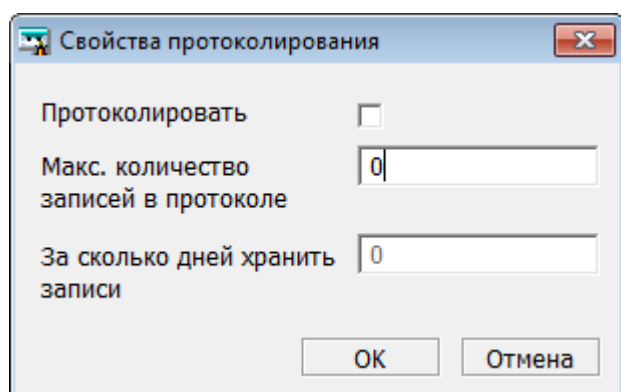 Свойства протоколирования
Протоколировать
Макс. количество 0
записей в протоколе
За сколько дней хранить 0
записи
OK Отмена